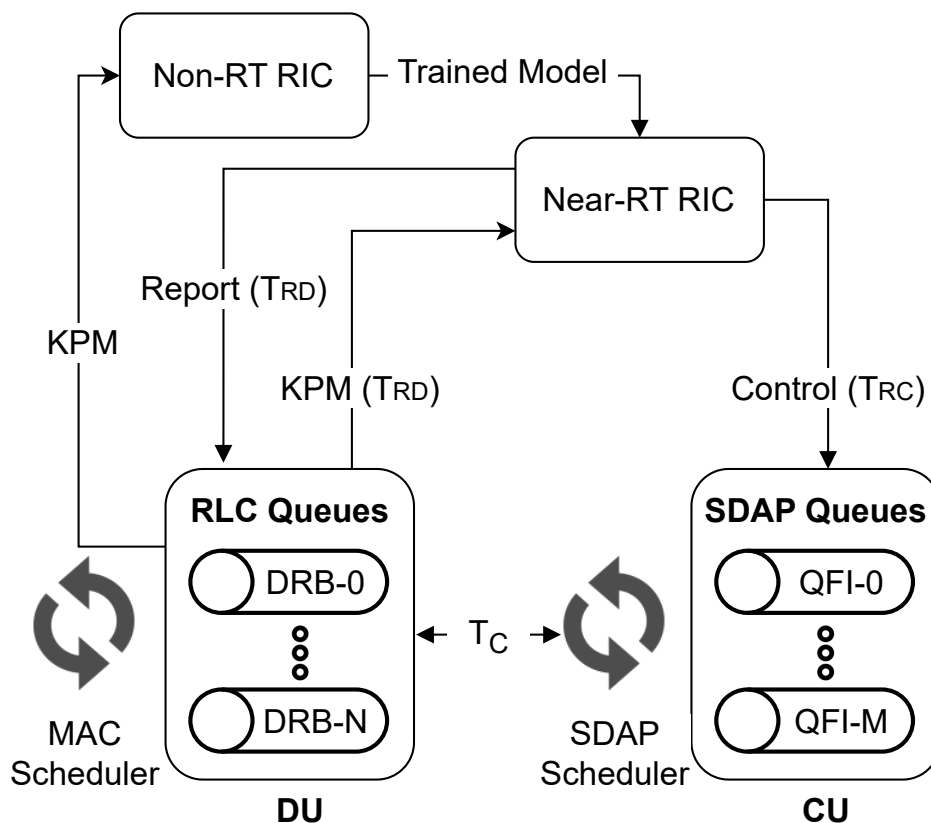 Non-RT RIC
Trained Model
Near-RT RIC
Report (TRD)
KPM
KPM (TRD)
Control (TRC)
RLC Queues
DRB-0
DRB-N
SDAP Queues
QFI-0
QFI-M
TC
MAC
Scheduler
SDAP
Scheduler
DU
CU